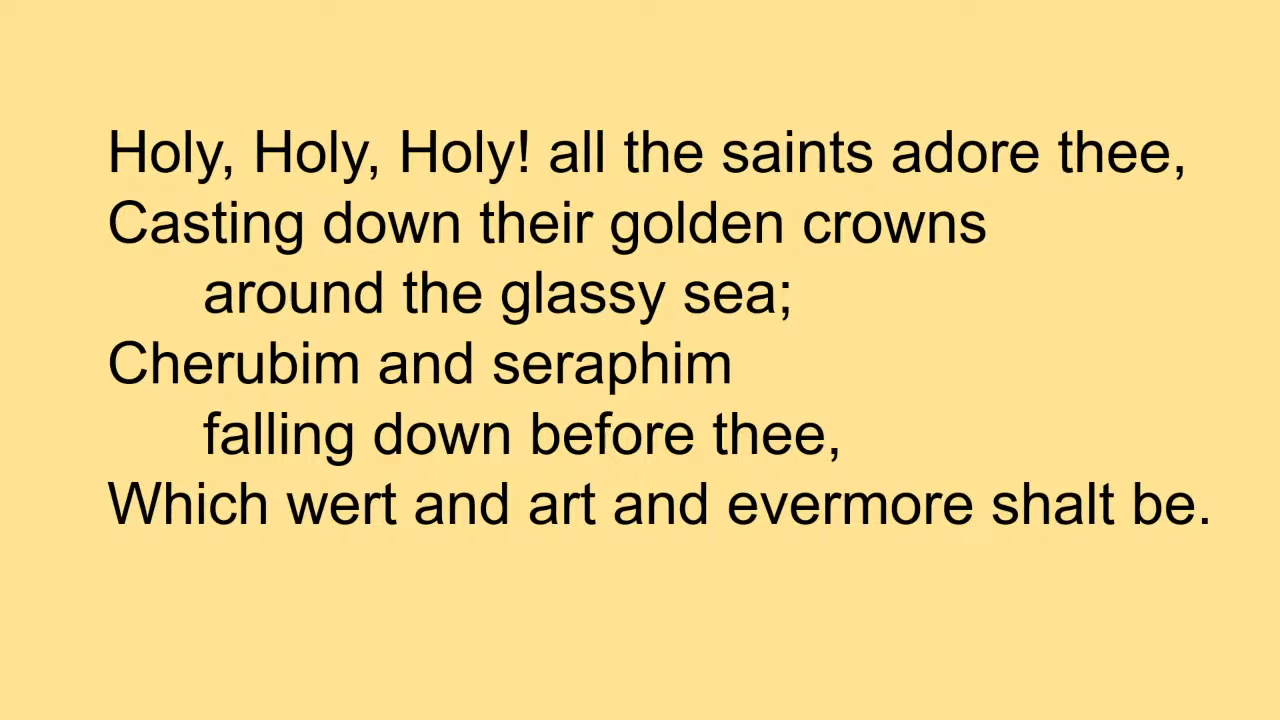 Holy, Holy, Holy! all the saints adore thee,
Casting down their golden crowns
around the glassy sea;
Cherubim and seraphim
falling down before thee,
Which wert and art and evermore shalt be.